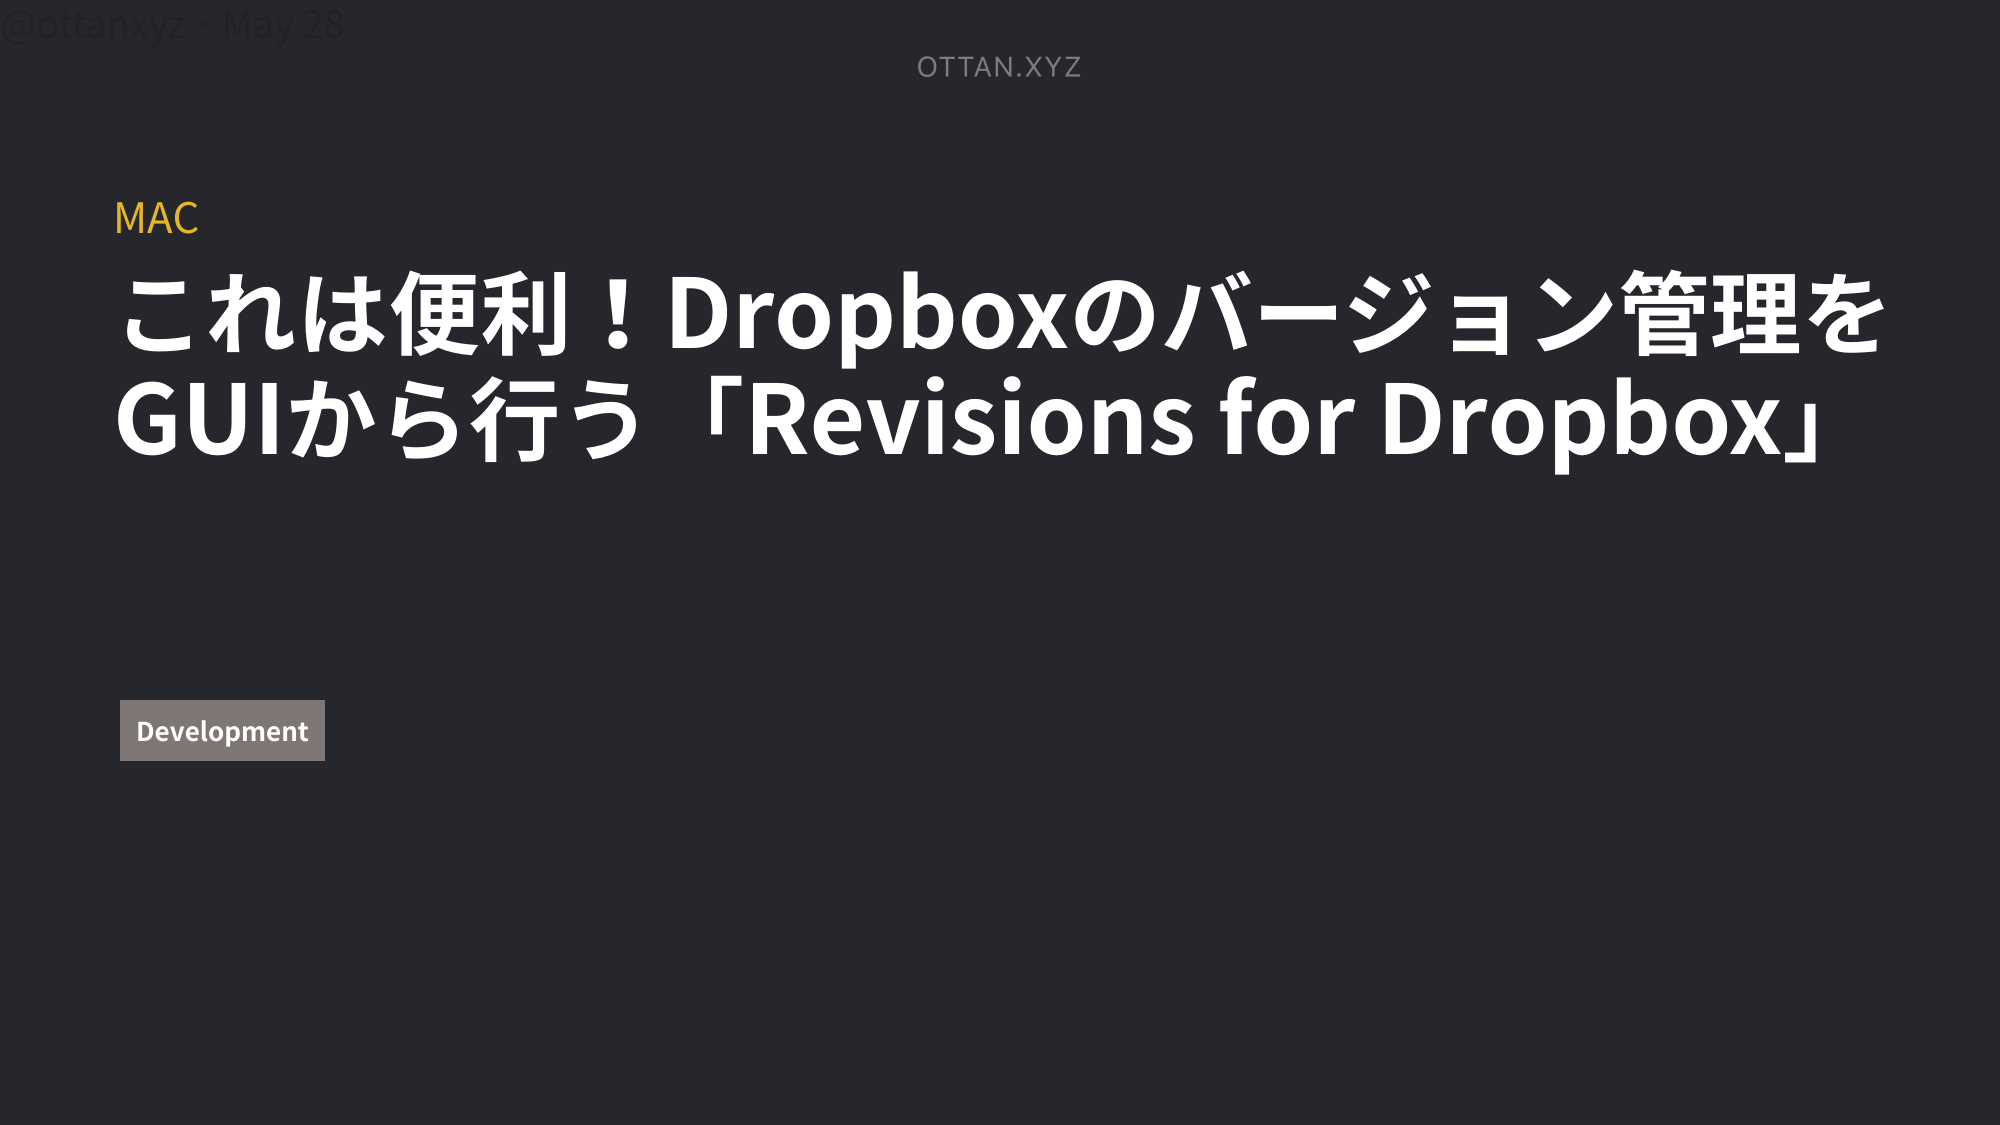 @ottanxyz・May 28
OTTAN.XYZ
MAC
これは便利！Dropboxのバージョン管理を
GUIから行う「Revisions for Dropbox」
Development